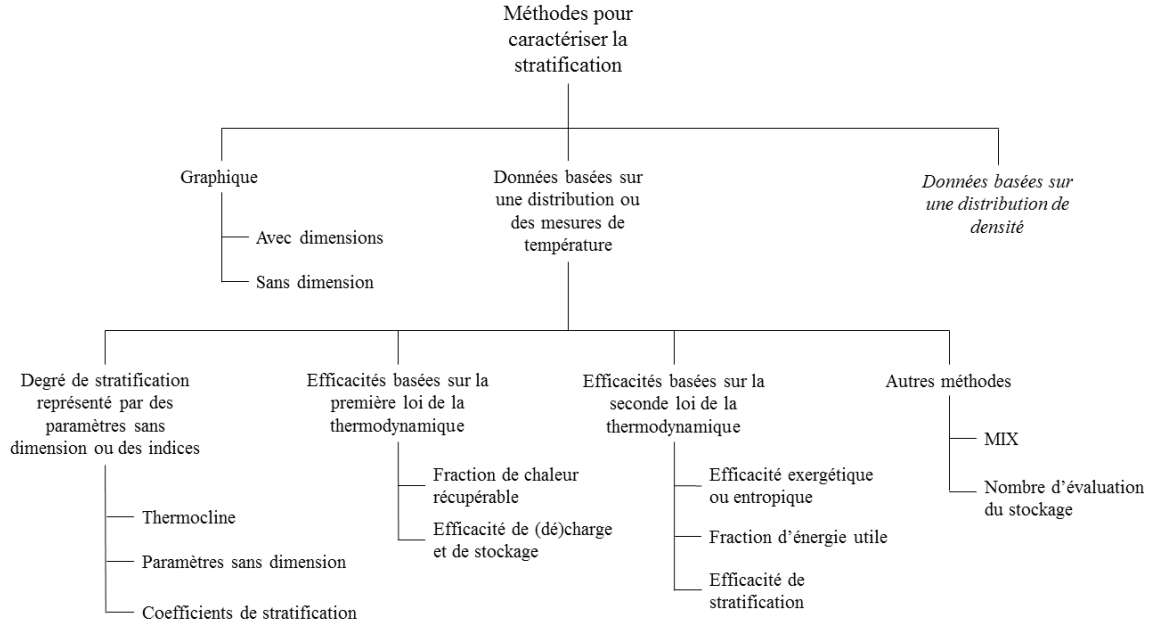 Méthodes pour
caractériser la
stratification
Graphique
Avec dimensions
Sans dimension
Données basées sur
une distribution ou
des mesures de
température
Données basées sur
une distribution de
densité
Degré de stratification
représenté par des
paramètres sans
dimension ou des indices
Thermocline
Paramètres sans dimension
Coefficients de stratification
Efficacités basées sur la
première loi de la
thermodynamique
Fraction de chaleur
récupérable
Efficacité de (dé)charge
et de stockage
Efficacités basées sur la
seconde loi de la
thermodynamique
Efficacité exergétique
ou entropique
Fraction d’énergie utile
Efficacité de
stratification
Autres méthodes
MIX
Nombre d’évaluation
du stockage